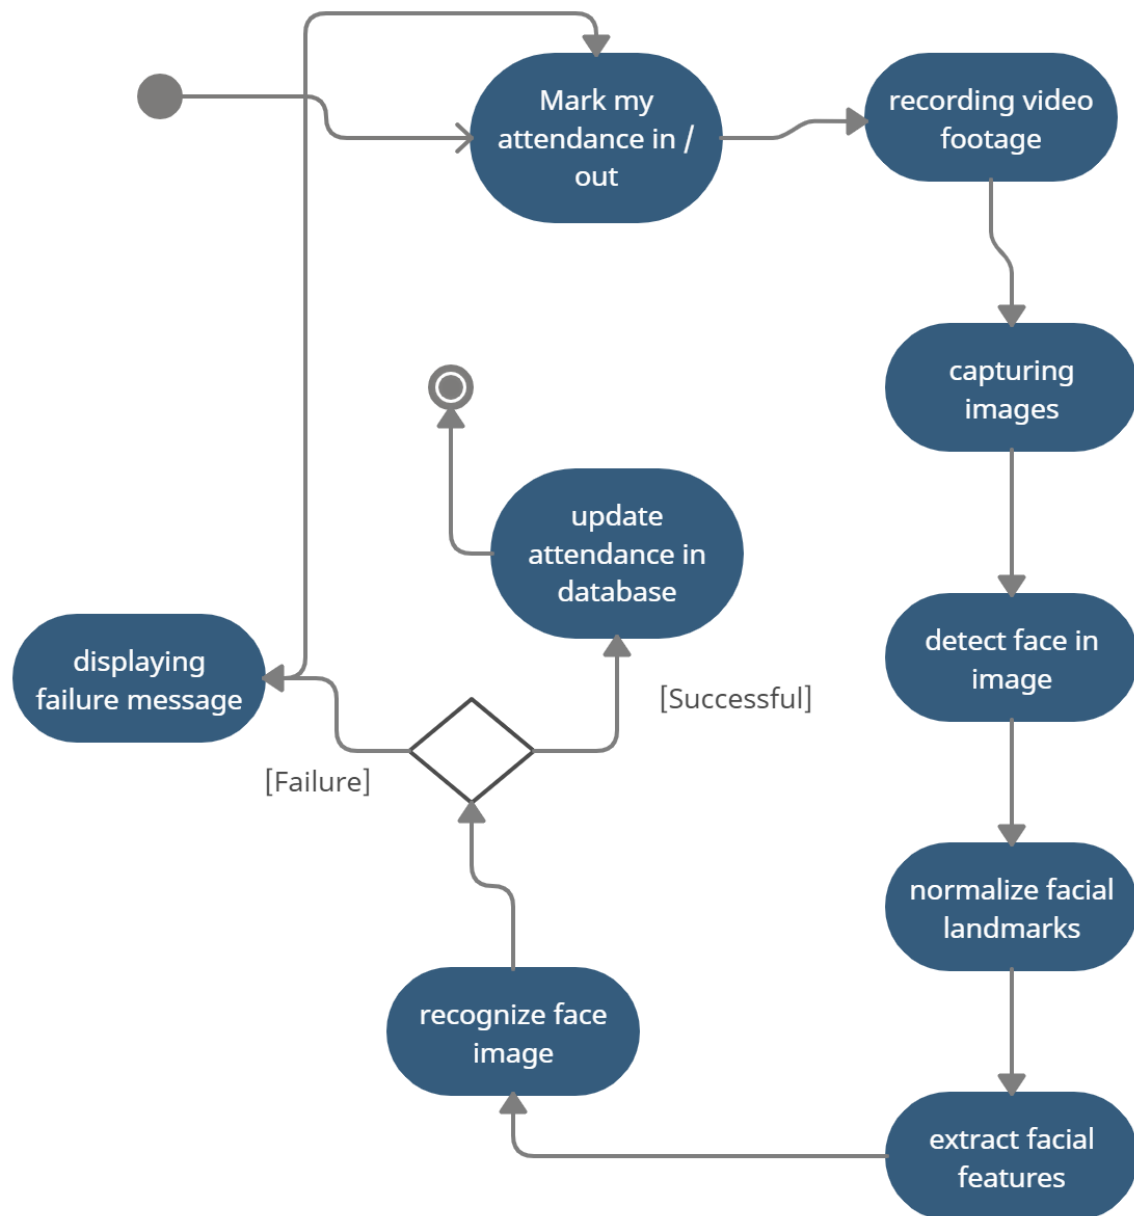 Mark my
attendance in /
out
recording video
footage
capturing
images
update
attendance in
database
displaying
failure message
detect face in
image
[Successful]
[Failure]
normalize facial
landmarks
recognize face
image
extract facial
features